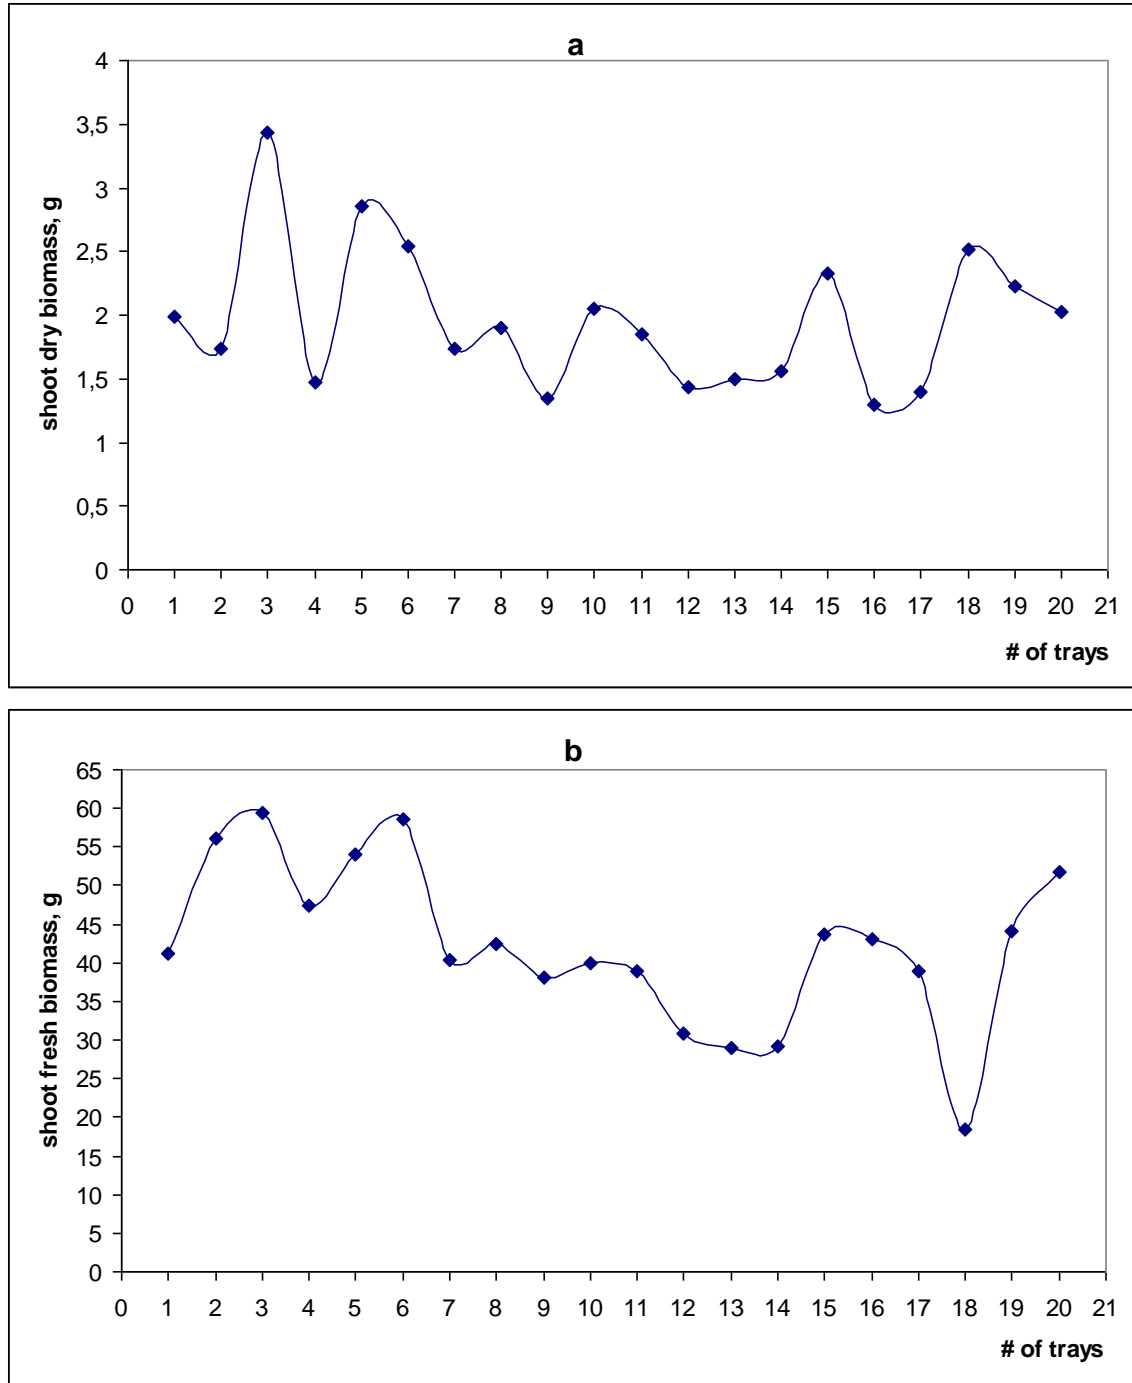 a
4
3,5
3
2,5
2
1,5
1
0,5
0
shoot dry biomass, g
0 1 2 3 4 5 6 7 8 9 10 11 12 13 14 15 16 17 18 19 20 21
# of trays
b
65
60
55
50
45
40
35
30
25
20
15
10
5
0
shoot fresh biomass, g
0 1 2 3 4 5 6 7 8 9 10 11 12 13 14 15 16 17 18 19 20 21
# of trays